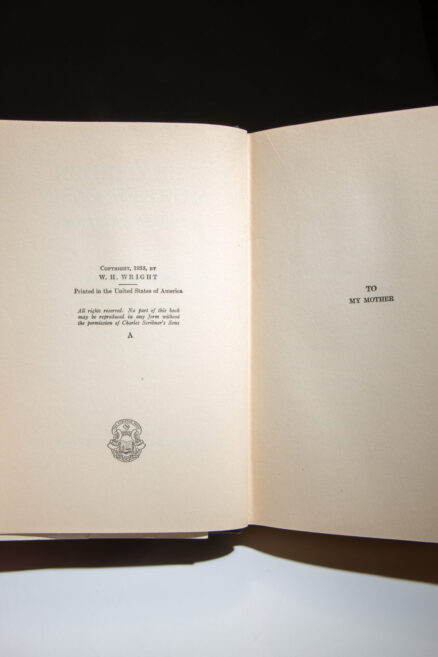 COPYRIGHT, 1933, BY
W. H. WRIGHT
Printed in the United States of America
All rights reserved. No part of this book
may be reproduced in any form without
the permission of Charles Scribner's Sons
A
TO
MY MOTHER